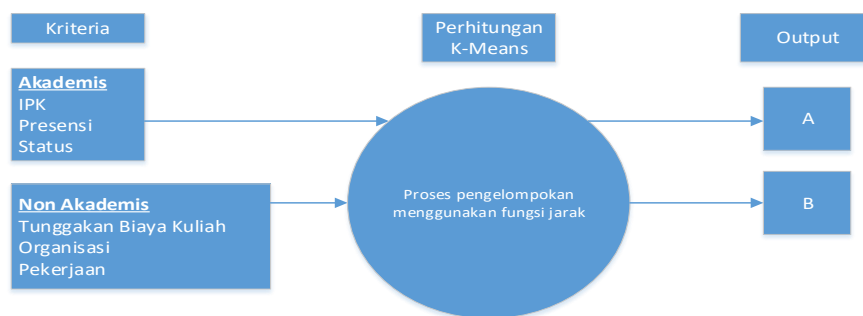 Kriteria
Perhitungan
K-Means
Output
Akademis
IPK
Presensi
Status
A
Non Akademis
Tunggakan Biaya Kuliah
Organisasi
Pekerjaan
Proses pengelompokan
menggunakan fungsi jarak
B